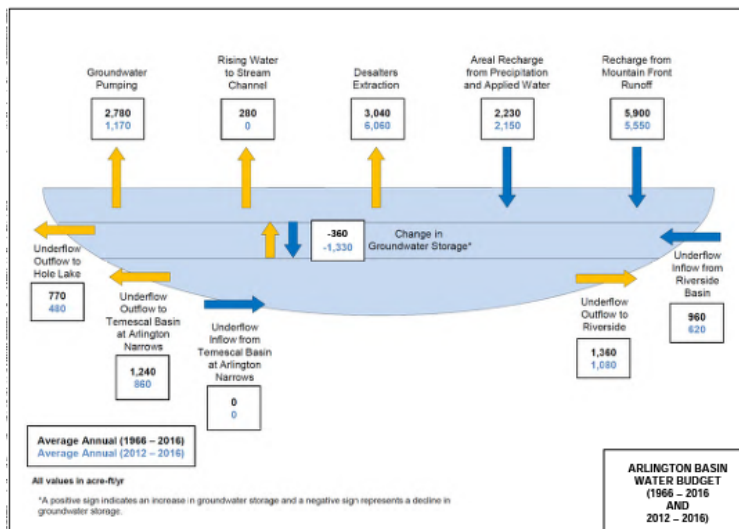 Groundwater
Pumping
2,780
1,170
Rising Water
to Stream
Channel
280
0
Desalters
Extraction
3,040
6,060
Areal Recharge
from Precipitation
and Applied Water
2,230
2,150
Recharge from
Mountain Front
Runoff
5,900
5,550
-360
-1,330
Change in
Groundwater Storage*
Underflow
Outflow to
Hole Lake
770
480
Underflow
Outflow to
Temescal Basin
at Arlington
Narrows
1,240
860
Underflow
Inflow from
Temescal Basin
at Arlington
Narrows
0
0
Underflow
Outflow to
Riverside
1,360
1,080
Underflow
Inflow from
Riverside
Basin
960
620
Average Annual (1966 – 2016)
Average Annual (2012 – 2016)
All values in acre-ft/yr
*A positive sign indicates an increase in groundwater storage and a negative sign represents a decline in
groundwater storage.
ARLINGTON BASIN
WATER BUDGET
(1966 – 2016
AND
2012 – 2016)